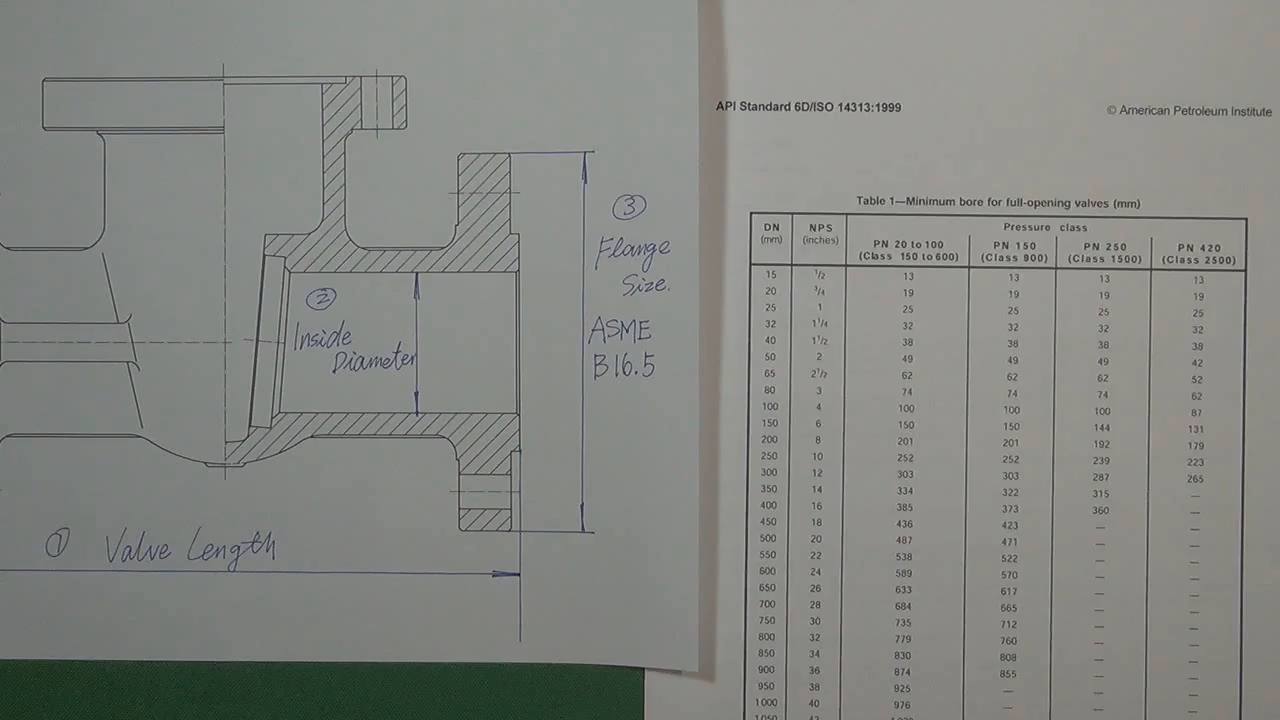 ③
Flange
Size.
ASME
B16.5
②
Inside
Diameter
① Valve Length
API Standard 6D/ISO 14313:1999
© American Petroleum Institute
Table 1—Minimum bore for full-opening valves (mm)
DN (mm) NPS (inches) Pressure class
PN 20 to 100 (Class 150 to 600) PN 150 (Class 900) PN 250 (Class 1500) PN 420 (Class 2500)
15 1/2 13 13 13 13
20 3/4 19 19 19 19
25 1 25 25 25 25
32 1 1/4 32 32 32 32
40 1 1/2 38 38 38 38
50 2 49 49 49 42
65 2 1/2 62 62 62 52
80 3 74 74 74 62
100 4 100 100 100 87
150 6 150 150 144 131
200 8 201 201 192 179
250 10 252 252 239 223
300 12 303 303 287 265
350 14 334 322 315 —
400 16 385 373 360 —
450 18 436 423 — —
500 20 487 471 — —
550 22 538 522 — —
600 24 589 570 — —
650 26 633 617 — —
700 28 684 665 — —
750 30 735 712 — —
800 32 779 760 — —
850 34 830 808 — —
900 36 874 855 — —
950 38 925 — — —
1000 40 976 — — —